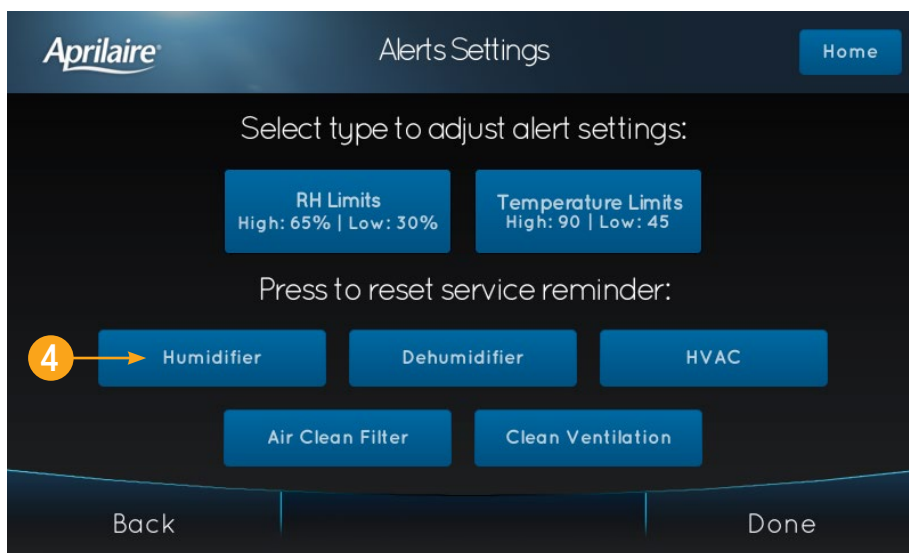 Aprilaire
Alerts Settings
Home
Select type to adjust alert settings:
RH Limits
High: 65% | Low: 30%
Temperature Limits
High: 90 | Low: 45
Press to reset service reminder:
4
Humidifier
Dehumidifier
HVAC
Air Clean Filter
Clean Ventilation
Back
Done